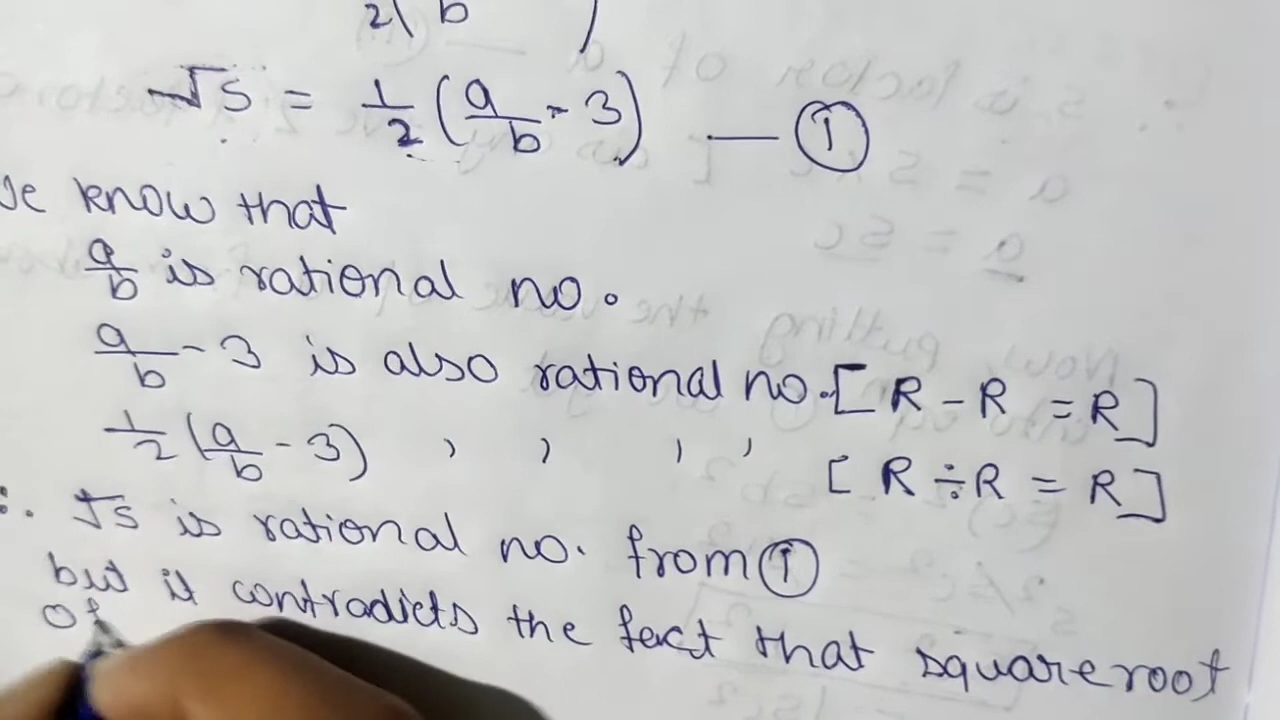 √5 = 1/2 (a/b - 3) — ①
we know that
a/b is rational no.
a/b - 3 is also rational no. [R - R = R]
1/2 (a/b - 3) , , , , [R ÷ R = R]
∴ √5 is rational no. from ①
but it contradicts the fact that square root
of